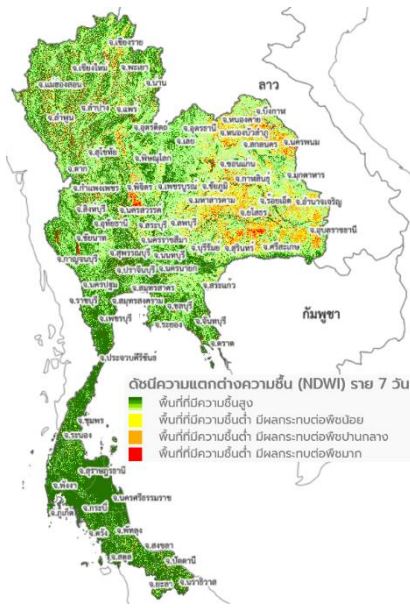 จ.เชียงราย
จ.พะเยา
จ.เชียงใหม่
จ.น่าน
จ.แม่ฮ่องสอน
จ.ลำปาง
จ.แพร่
จ.ลำพูน
จ.อุตรดิตถ์
ลาว
จ.บึงกาฬ
จ.หนองคาย
จ.อุดรธานี
จ.หนองบัวลำภู
จ.เลย
จ.สกลนคร
จ.นครพนม
จ.สุโขทัย
จ.พิษณุโลก
จ.ตาก
จ.ขอนแก่น
จ.กาฬสินธุ์
จ.มุกดาหาร
จ.กำแพงเพชร
จ.พิจิตร
จ.เพชรบูรณ์
จ.ชัยภูมิ
จ.มหาสารคาม
จ.ร้อยเอ็ด
จ.อำนาจเจริญ
จ.ยโสธร
จ.สิงห์บุรี
จ.นครสวรรค์
จ.อุทัยธานี
จ.สระบุรี
จ.ลพบุรี
จ.อุบลราชธานี
จ.ชัยนาท
จ.นครราชสีมา
จ.บุรีรัมย์
จ.สุรินทร์
จ.ศรีสะเกษ
จ.กาญจนบุรี
จ.สุพรรณบุรี
จ.นนทบุรี
จ.ปราจีนบุรี
จ.นครนายก
จ.นครปฐม
จ.สมุทรสาคร
จ.สระแก้ว
จ.ราชบุรี
จ.สมุทรสงคราม
จ.ชลบุรี
กัมพูชา
จ.เพชรบุรี
จ.ระยอง
จ.จันทบุรี
จ.ตราด
จ.ประจวบคีรีขันธ์
ดัชนีความแตกต่างความชื้น (NDWI) ราย 7 วัน
พื้นที่ที่มีความชื้นสูง
พื้นที่ที่มีความชื้นต่ำ มีผลกระทบต่อพืชน้อย
พื้นที่ที่มีความชื้นต่ำ มีผลกระทบต่อพืชปานกลาง
พื้นที่ที่มีความชื้นต่ำ มีผลกระทบต่อพืชมาก
จ.ชุมพร
จ.ระนอง
จ.สุราษฎร์ธานี
จ.พังงา
จ.นครศรีธรรมราช
จ.กระบี่
จ.ภูเก็ต
จ.ตรัง
จ.พัทลุง
จ.สงขลา
จ.สตูล
จ.ปัตตานี
จ.ยะลา
จ.นราธิวาส